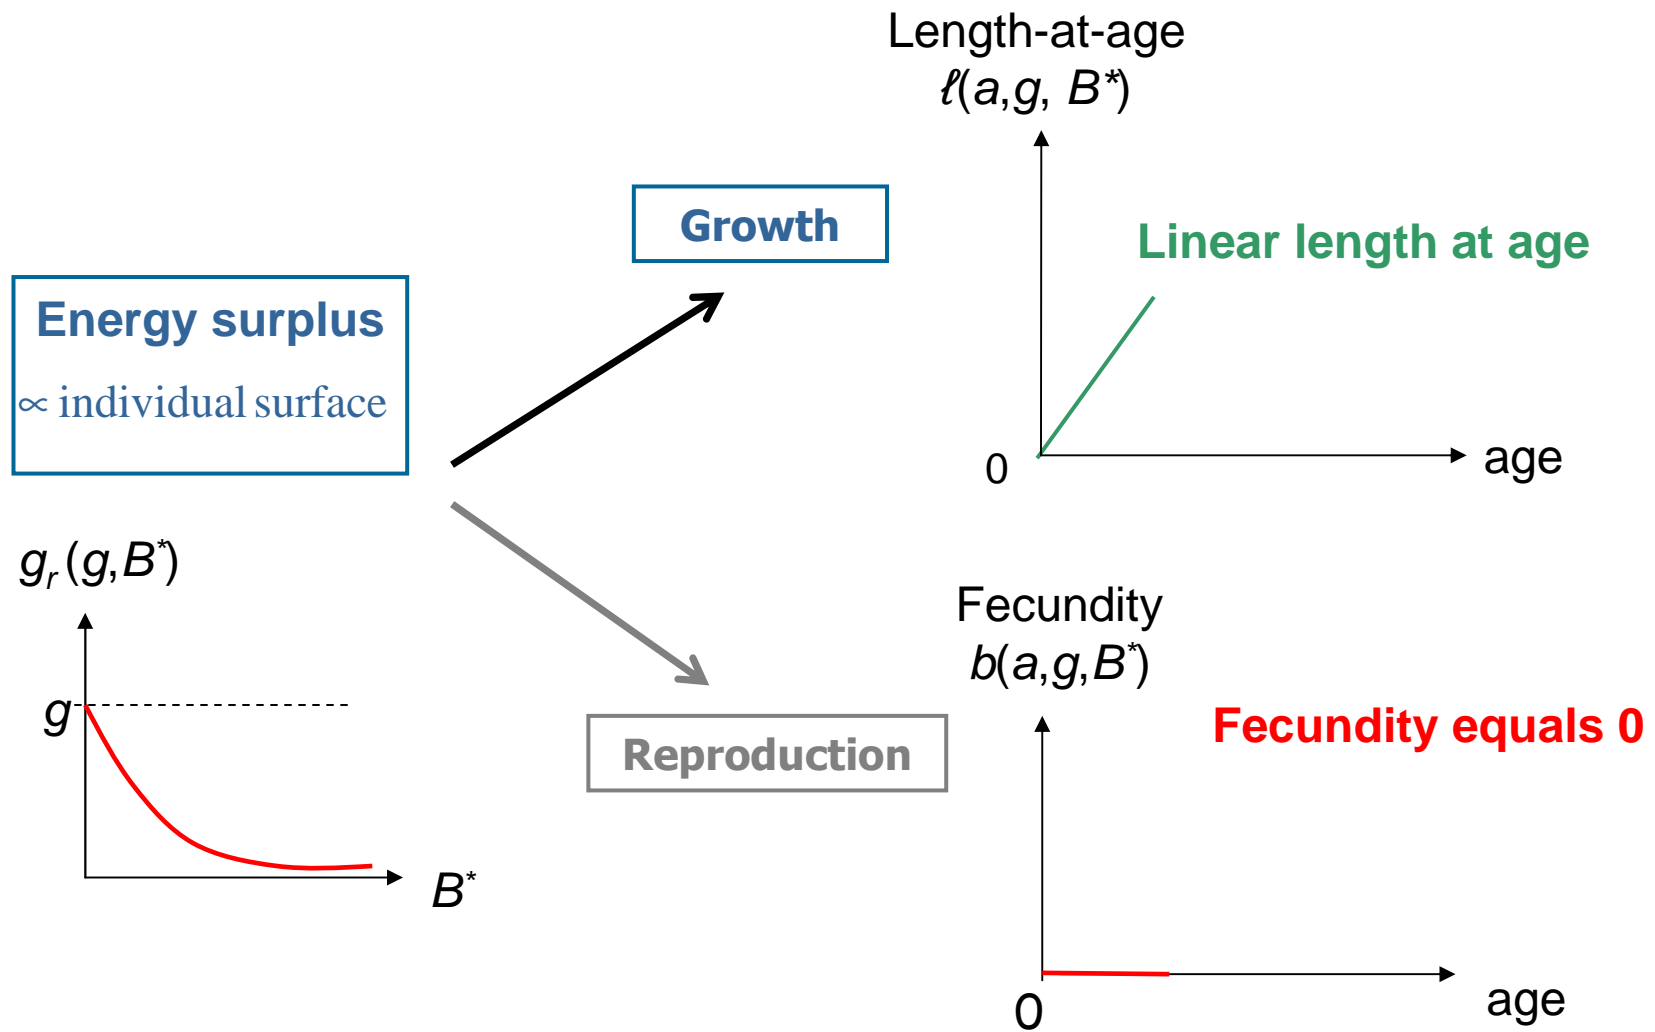 Length-at-age
ℓ(a,g, B*)
Growth
Linear length at age
Energy surplus
∝ individual surface
0
age
gᵣ (g,B*)
Fecundity
b(a,g,B*)
g
Fecundity equals 0
Reproduction
B*
0
age